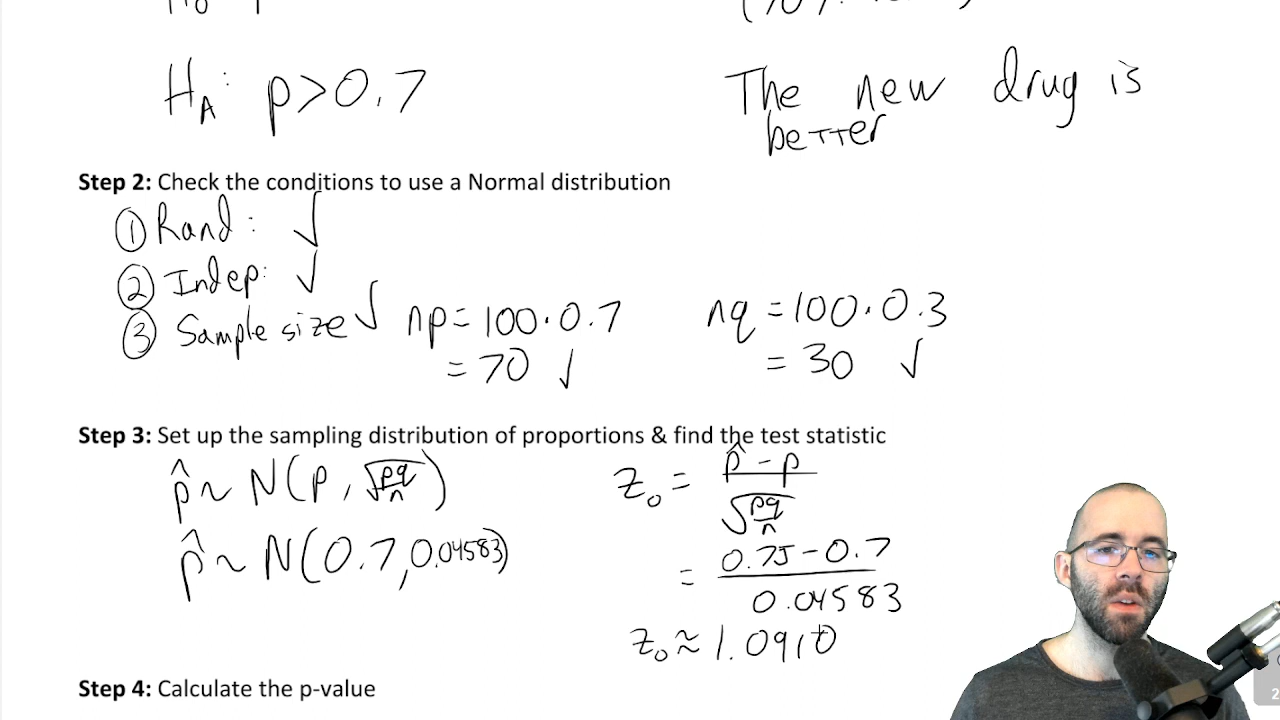 H_A: p>0.7
The new drug is
better
Step 2: Check the conditions to use a Normal distribution
① Rand: √
② Indep: √
③ Sample size √ np = 100·0.7
= 70 √
nq = 100·0.3
= 30 √
Step 3: Set up the sampling distribution of proportions & find the test statistic
p̂ ~ N(p, √(pq/n))
p̂ ~ N(0.7, 0.04583)
z₀ = (p̂ - p) / √(pq/n)
= (0.75 - 0.7) / 0.04583
z₀ ≈ 1.0910
Step 4: Calculate the p-value